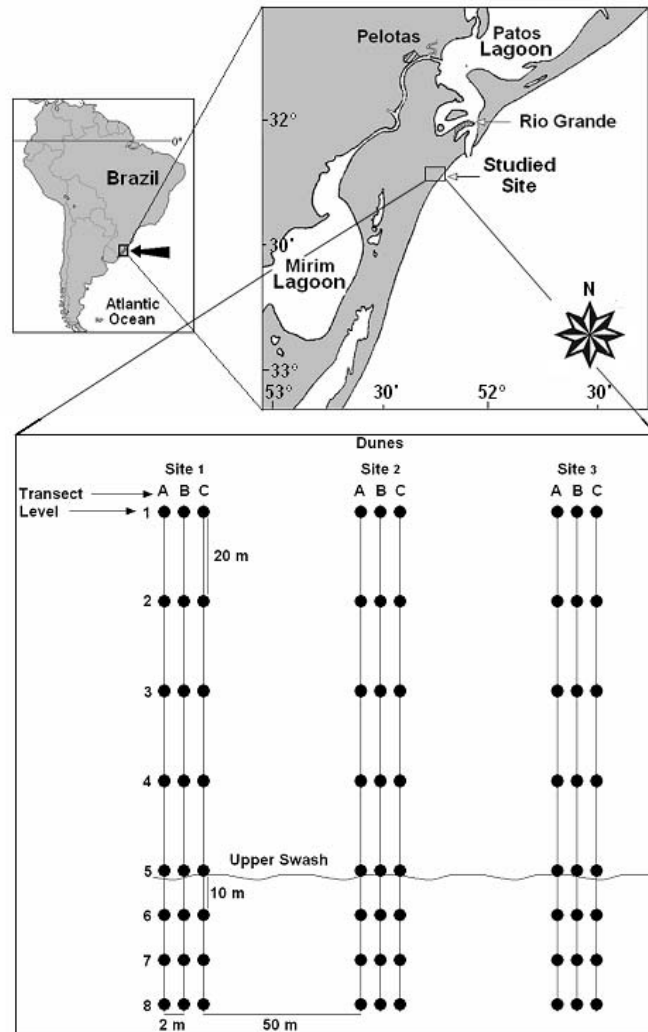 Pelotas
Patos
Lagoon
32°
Rio Grande
0°
Brazil
Studied
Site
30'
Mirim
Lagoon
Atlantic
Ocean
N
33°
53°
30'
52°
30'
Dunes
Site 1
Site 2
Site 3
Transect
A B C
A B C
A B C
Level
1
20 m
2
3
4
Upper Swash
5
10 m
6
7
8
2 m
50 m